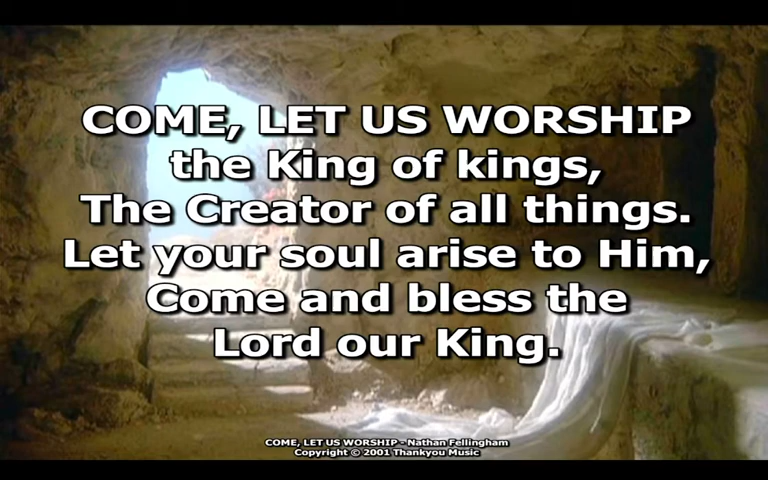 COME, LET US WORSHIP
the King of kings,
The Creator of all things.
Let your soul arise to Him,
Come and bless the
Lord our King.
COME, LET US WORSHIP - Nathan Fellingham
Copyright © 2001 Thankyou Music